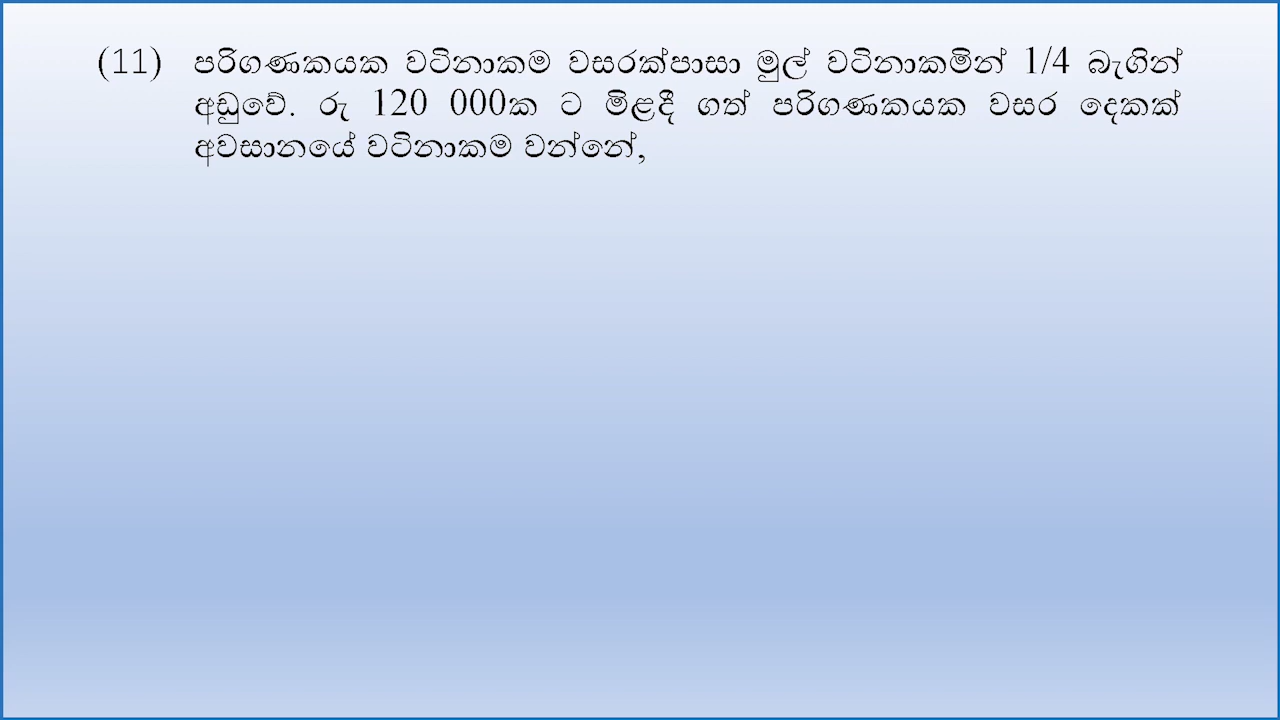 (11) පරිගණකයක වටිනාකම වසරක්පාසා මුල් වටිනාකමින් 1/4 බැගින්
අඩුවේ. රු 120 000ක ට මිළදී ගත් පරිගණකයක වසර දෙකක්
අවසානයේ වටිනාකම වන්නේ,